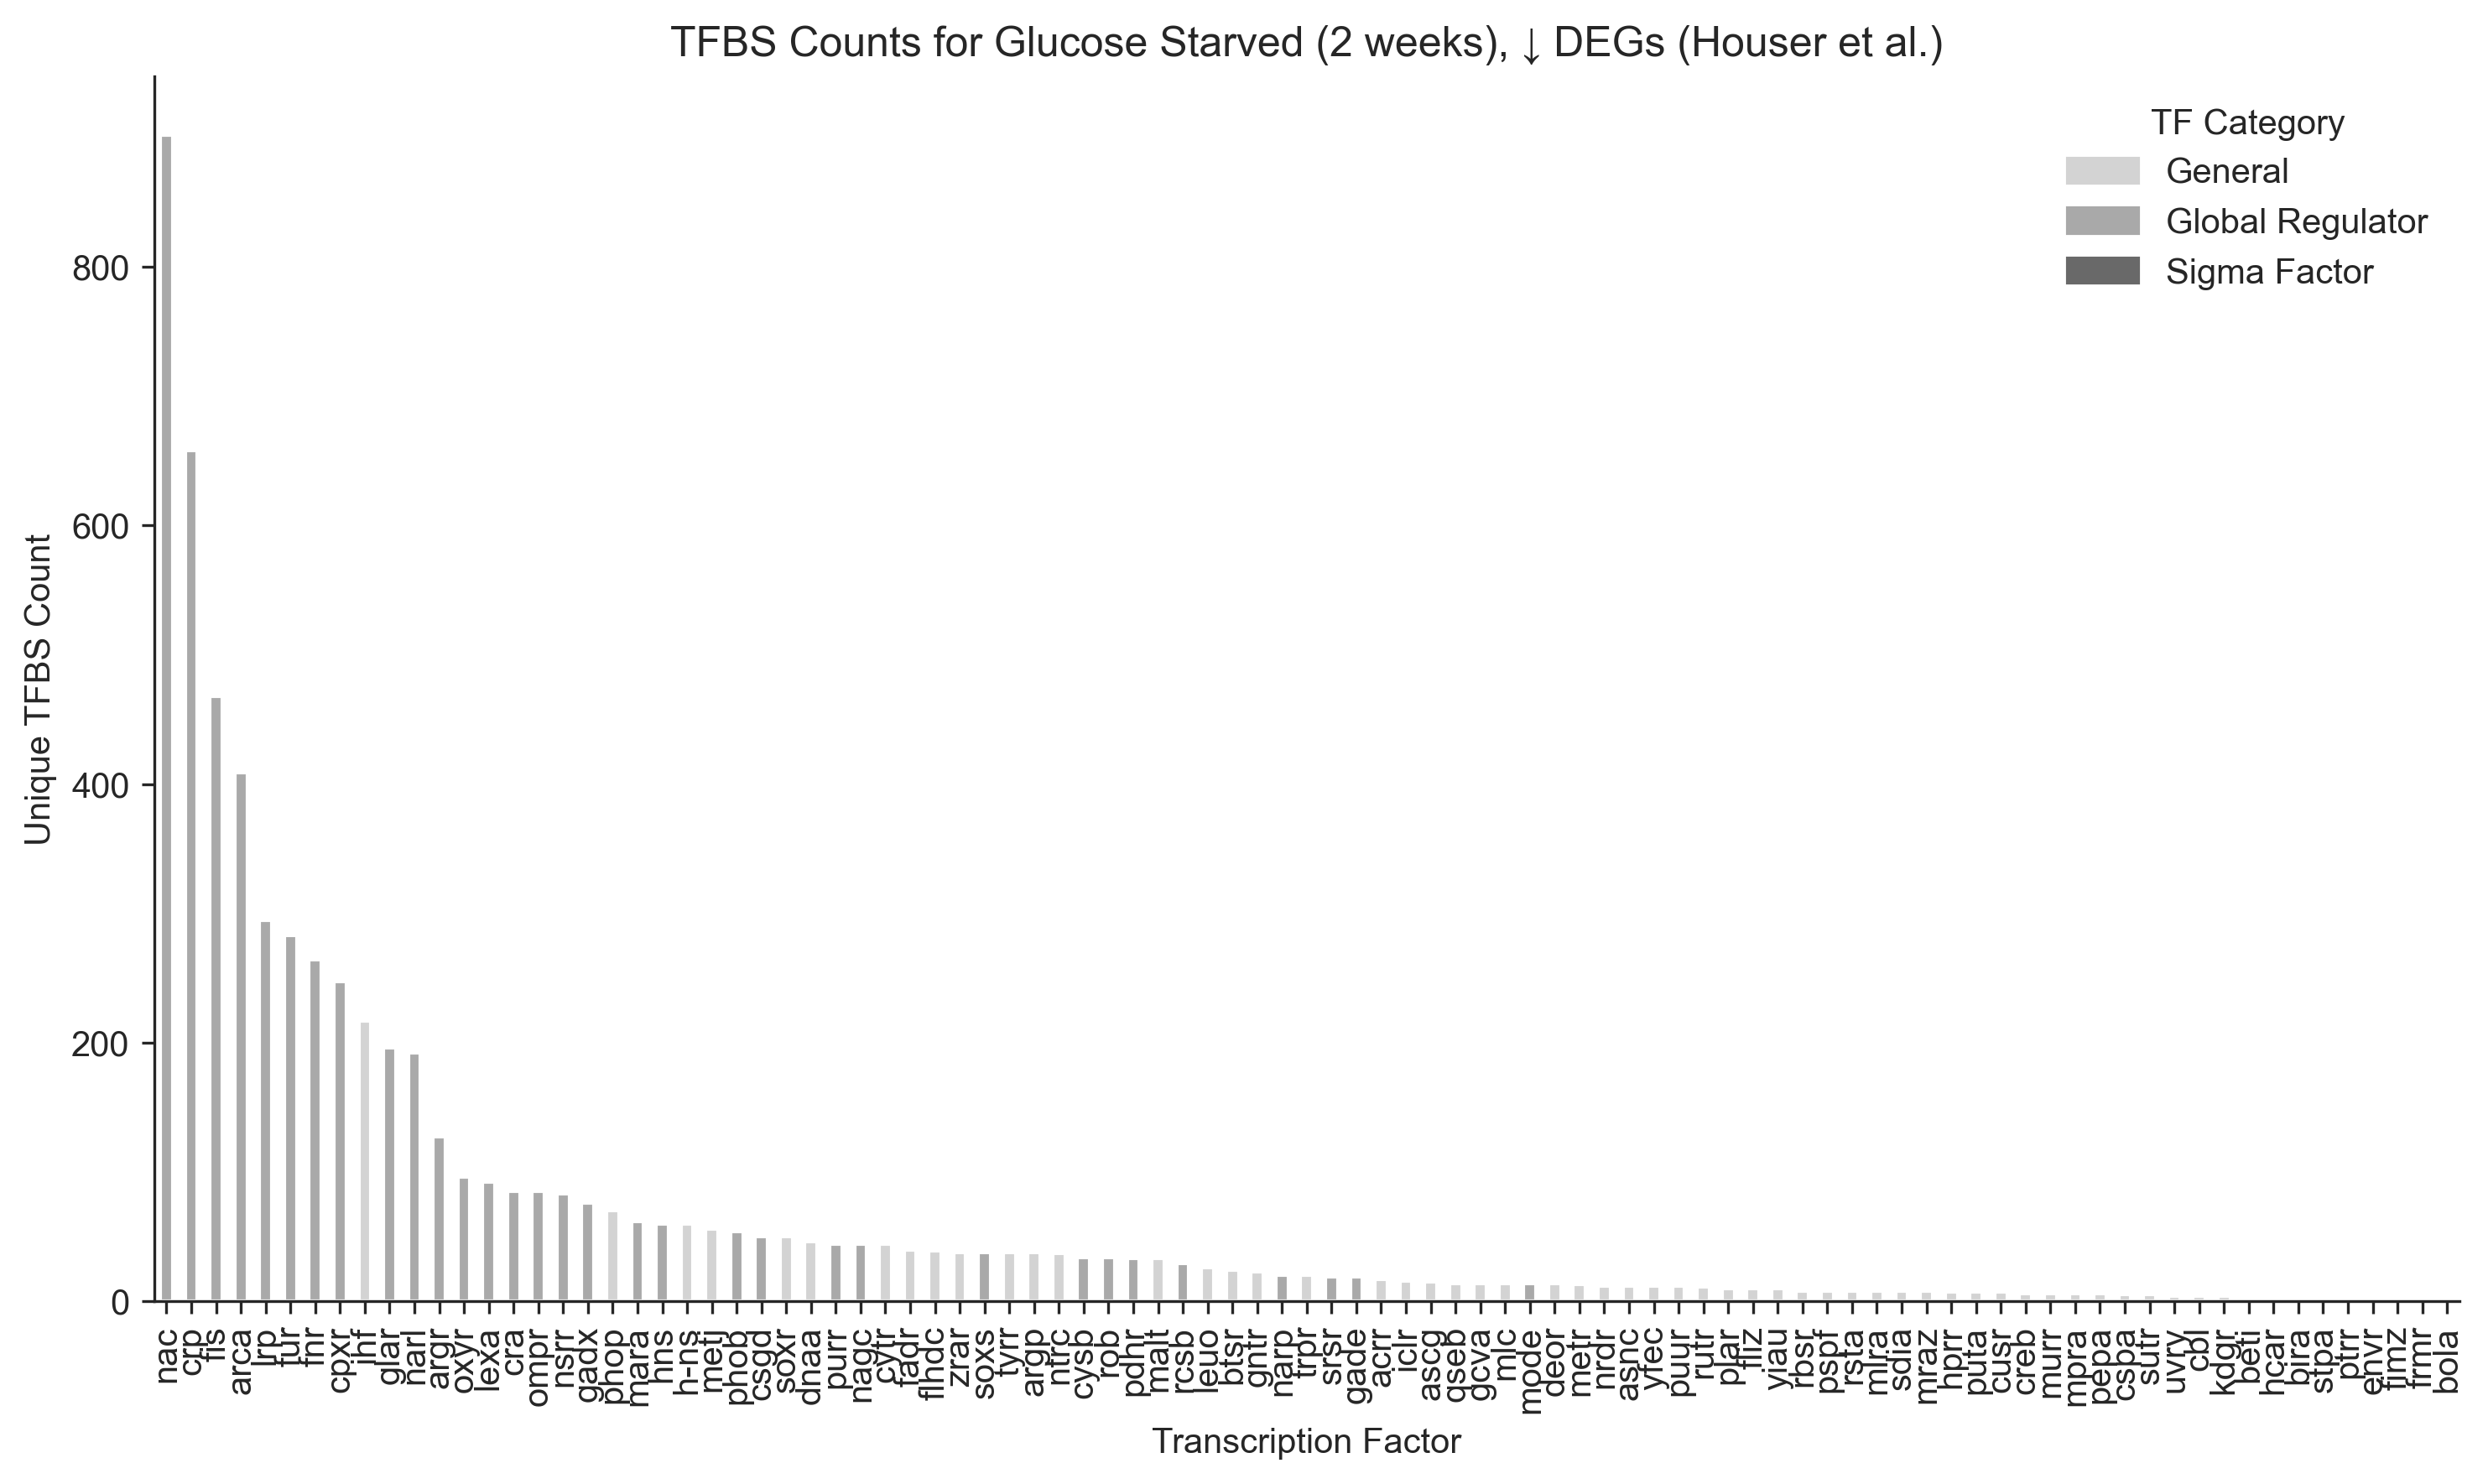 TFBS Counts for Glucose Starved (2 weeks), ↓ DEGs (Houser et al.)
TF Category
General
Global Regulator
Sigma Factor
Unique TFBS Count
800
600
400
200
0
nac
crp
fis
arca
lrp
fur
fnr
cpxr
ihf
glar
narl
argr
oxyr
lexa
cra
ompr
nsrr
gadx
phop
mara
hns
h-ns
metj
phob
csgd
soxr
dnaa
purr
nagc
cytr
fadr
flhdc
zrar
soxs
tyrr
argp
ntrc
cysb
rob
pdhr
malt
rcsb
leuo
btsr
gntr
narp
trpr
srsr
gade
acrr
iclr
ascg
qseb
gcva
mlc
mode
deor
metr
nrdr
asnc
yfec
puur
rutr
plar
fliz
yiau
rbsr
pspf
rsta
mlra
sdia
mraz
hprr
puta
cusr
creb
murr
mpra
pepa
csba
sutr
uvry
cbl
kdgr
beti
hcar
bira
stpa
ptrr
envr
fimz
frmr
bola
Transcription Factor